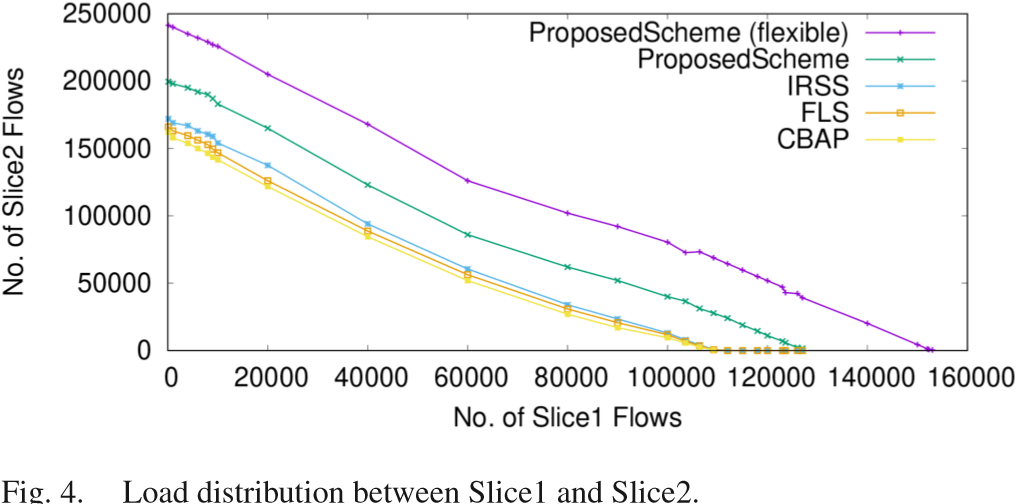 250000
200000
150000
100000
50000
0
No. of Slice2 Flows
ProposedScheme (flexible)
ProposedScheme
IRSS
FLS
CBAP
0 20000 40000 60000 80000 100000 120000 140000 160000
No. of Slice1 Flows
Fig. 4. Load distribution between Slice1 and Slice2.